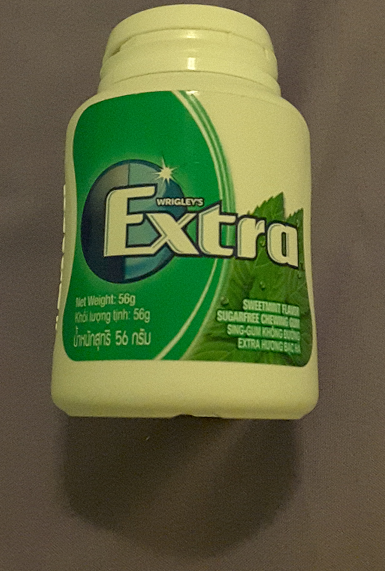 WRIGLEY'S
Extra
Net Weight: 56g
Khối lượng tịnh: 56g
น้ำหนักสุทธิ 56 กรัม
SWEETMINT FLAVOR
SUGARFREE CHEWING GUM
SING-GUM KHÔNG ĐƯỜNG
EXTRA HƯƠNG BẠC HÀ